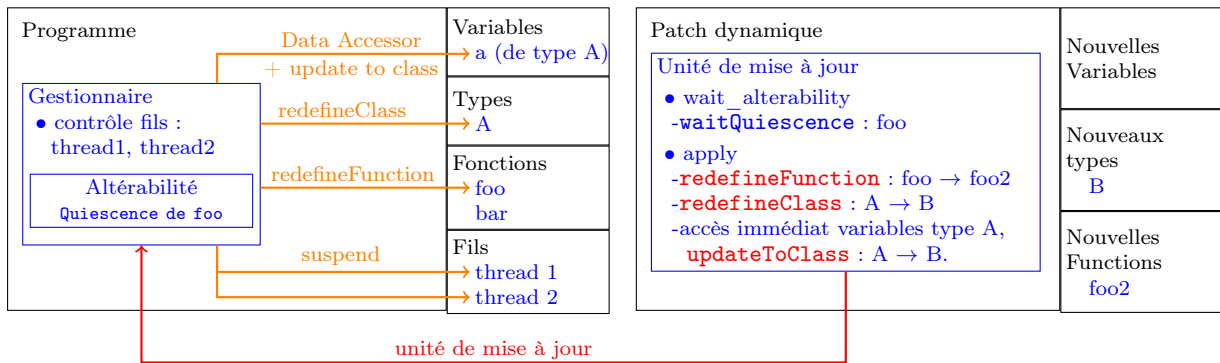 Programme
Data Accessor
+ update to class
Gestionnaire
• contrôle fils :
thread1, thread2
Altérabilité
Quiescence de foo
redefineClass
redefineFunction
suspend
Variables
a (de type A)
Types
A
Fonctions
foo
bar
Fils
thread 1
thread 2
Patch dynamique
Unité de mise à jour
• wait_alterability
-waitQuiescence : foo
• apply
-redefineFunction : foo → foo2
-redefineClass : A → B
-accès immédiat variables type A,
updateToClass : A → B.
Nouvelles
Variables
Nouveaux
types
B
Nouvelles
Functions
foo2
unité de mise à jour